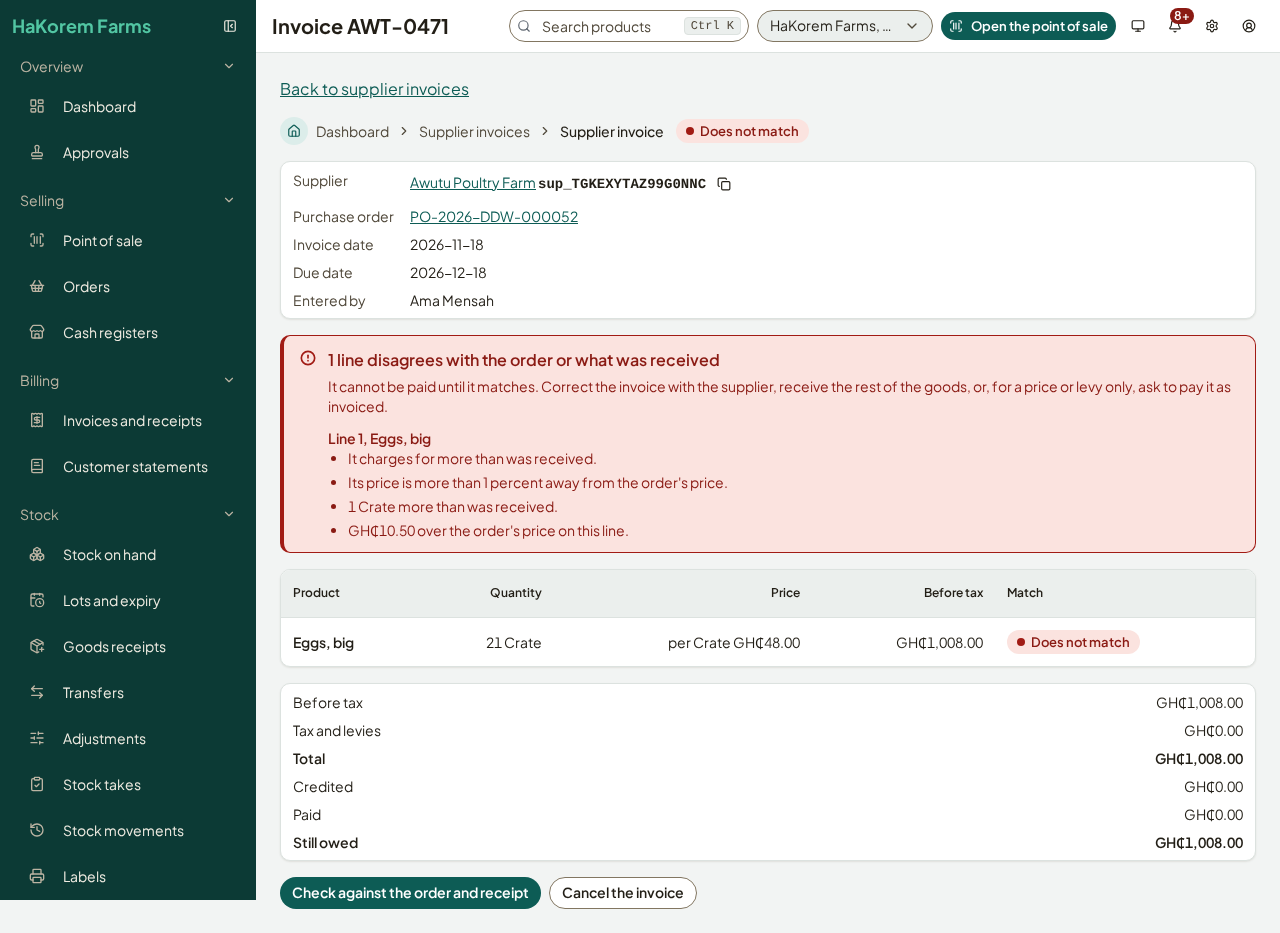 HaKorem Farms
Invoice AWT-0471
Search products
Ctrl K
HaKorem Farms, ...
Open the point of sale
8+
Overview
Dashboard
Approvals
Selling
Point of sale
Orders
Cash registers
Billing
Invoices and receipts
Customer statements
Stock
Stock on hand
Lots and expiry
Goods receipts
Transfers
Adjustments
Stock takes
Stock movements
Labels
Back to supplier invoices
Dashboard > Supplier invoices > Supplier invoice
Does not match
Supplier Awutu Poultry Farm sup_TGKEXYTAZ99G0NNC
Purchase order PO-2026-DDW-000052
Invoice date 2026-11-18
Due date 2026-12-18
Entered by Ama Mensah
1 line disagrees with the order or what was received
It cannot be paid until it matches. Correct the invoice with the supplier, receive the rest of the goods, or, for a price or levy only, ask to pay it as
invoiced.
Line 1, Eggs, big
It charges for more than was received.
Its price is more than 1 percent away from the order's price.
1 Crate more than was received.
GH₵10.50 over the order's price on this line.
Product Quantity Price Before tax Match
Eggs, big 21 Crate per Crate GH₵48.00 GH₵1,008.00 Does not match
Before tax GH₵1,008.00
Tax and levies GH₵0.00
Total GH₵1,008.00
Credited GH₵0.00
Paid GH₵0.00
Still owed GH₵1,008.00
Check against the order and receipt
Cancel the invoice